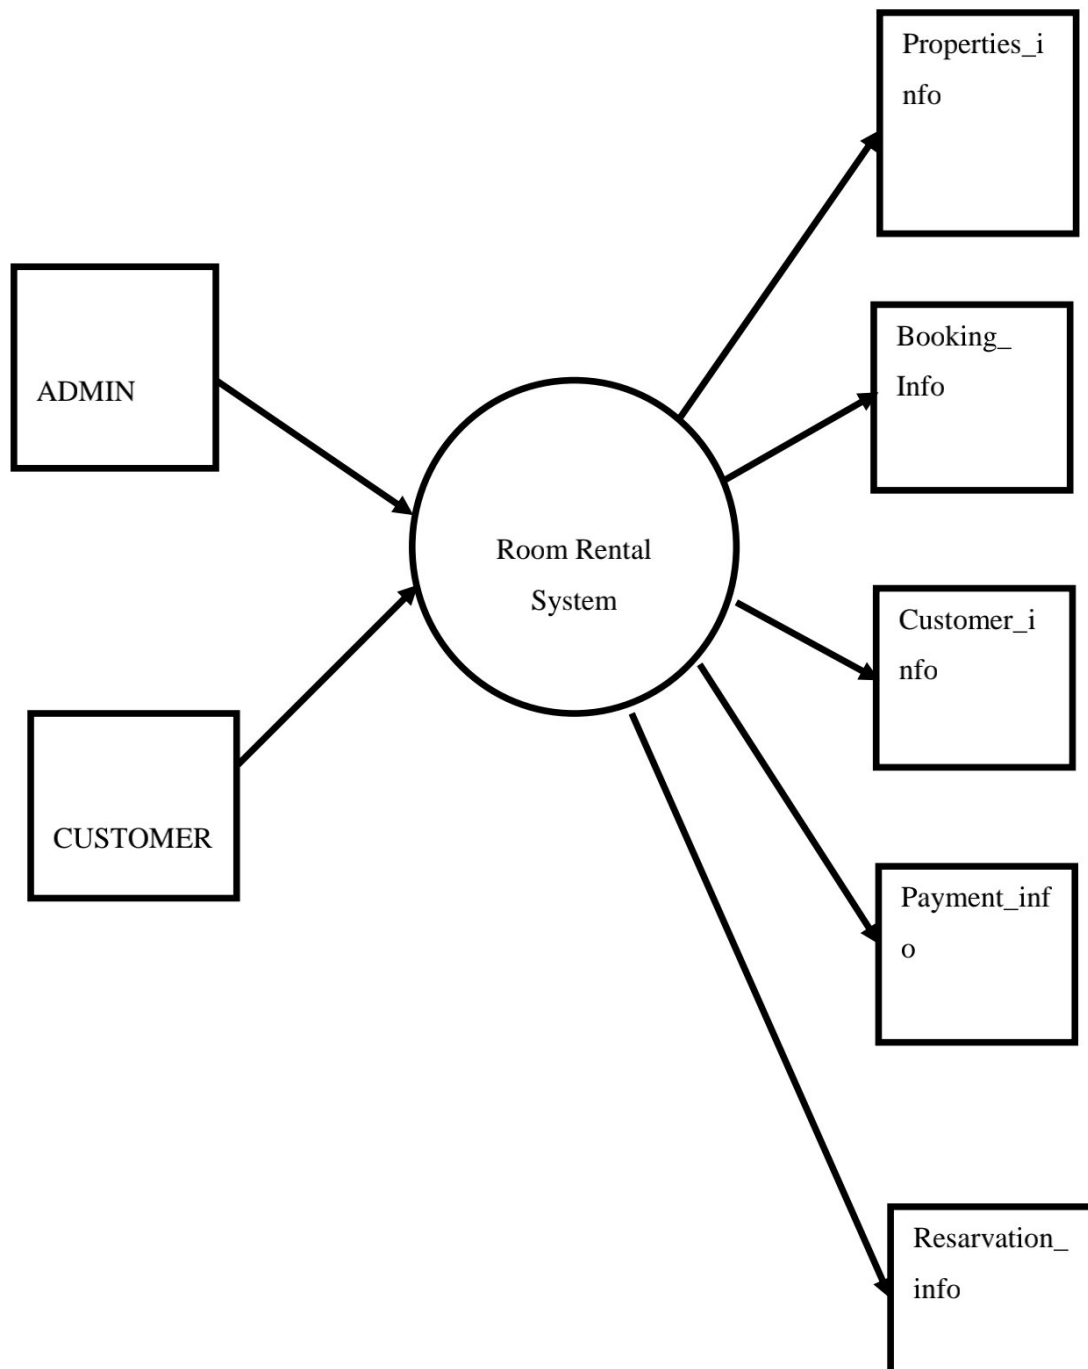 Properties_i
nfo
Booking_
Info
ADMIN
Room Rental
System
Customer_i
nfo
CUSTOMER
Payment_inf
o
Resarvation_
info